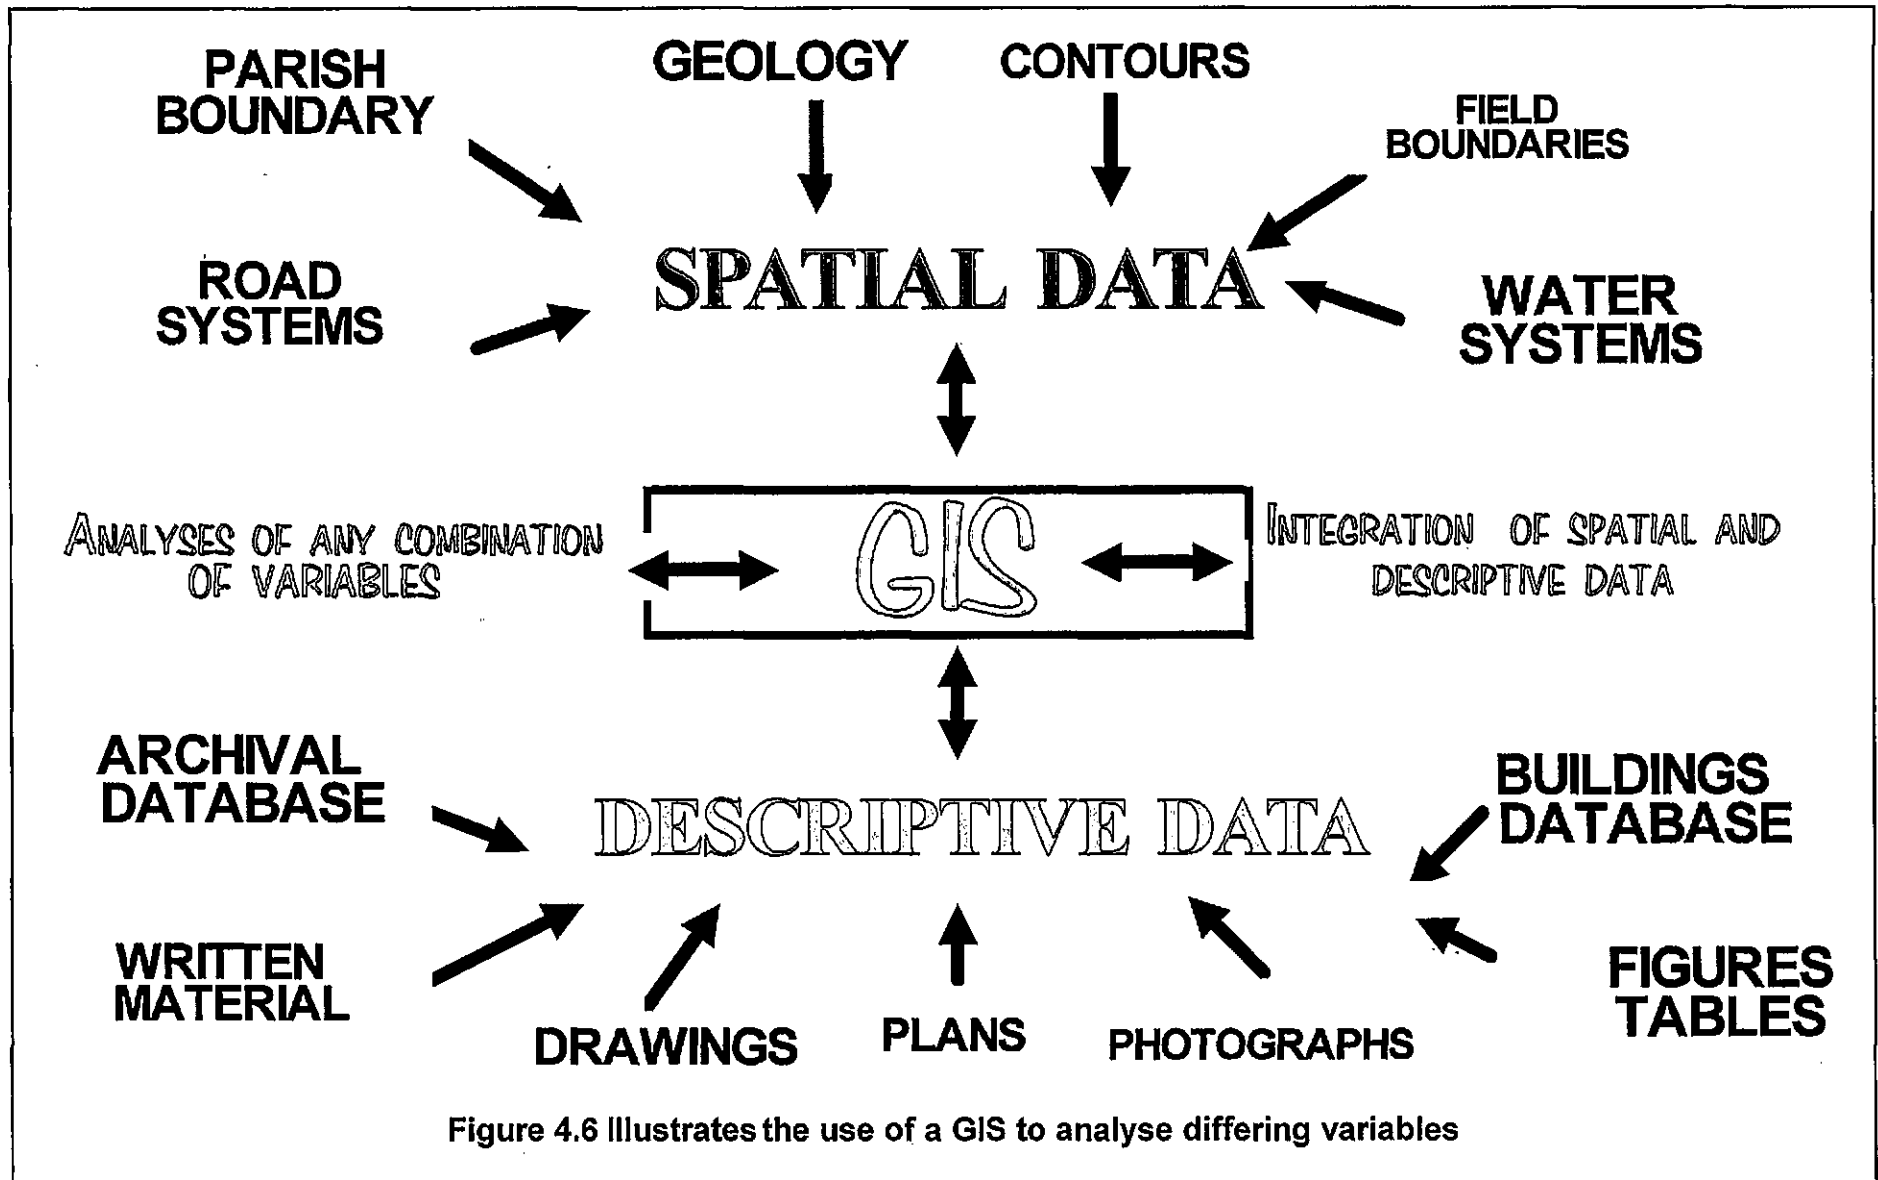 PARISH
BOUNDARY
GEOLOGY
CONTOURS
FIELD
BOUNDARIES
ROAD
SYSTEMS
SPATIAL DATA
WATER
SYSTEMS
ANALYSES OF ANY COMBINATION
OF VARIABLES
GIS
INTEGRATION OF SPATIAL AND
DESCRIPTIVE DATA
ARCHIVAL
DATABASE
DESCRIPTIVE DATA
BUILDINGS
DATABASE
WRITTEN
MATERIAL
DRAWINGS
PLANS
PHOTOGRAPHS
FIGURES
TABLES
Figure 4.6 Illustrates the use of a GIS to analyse differing variables